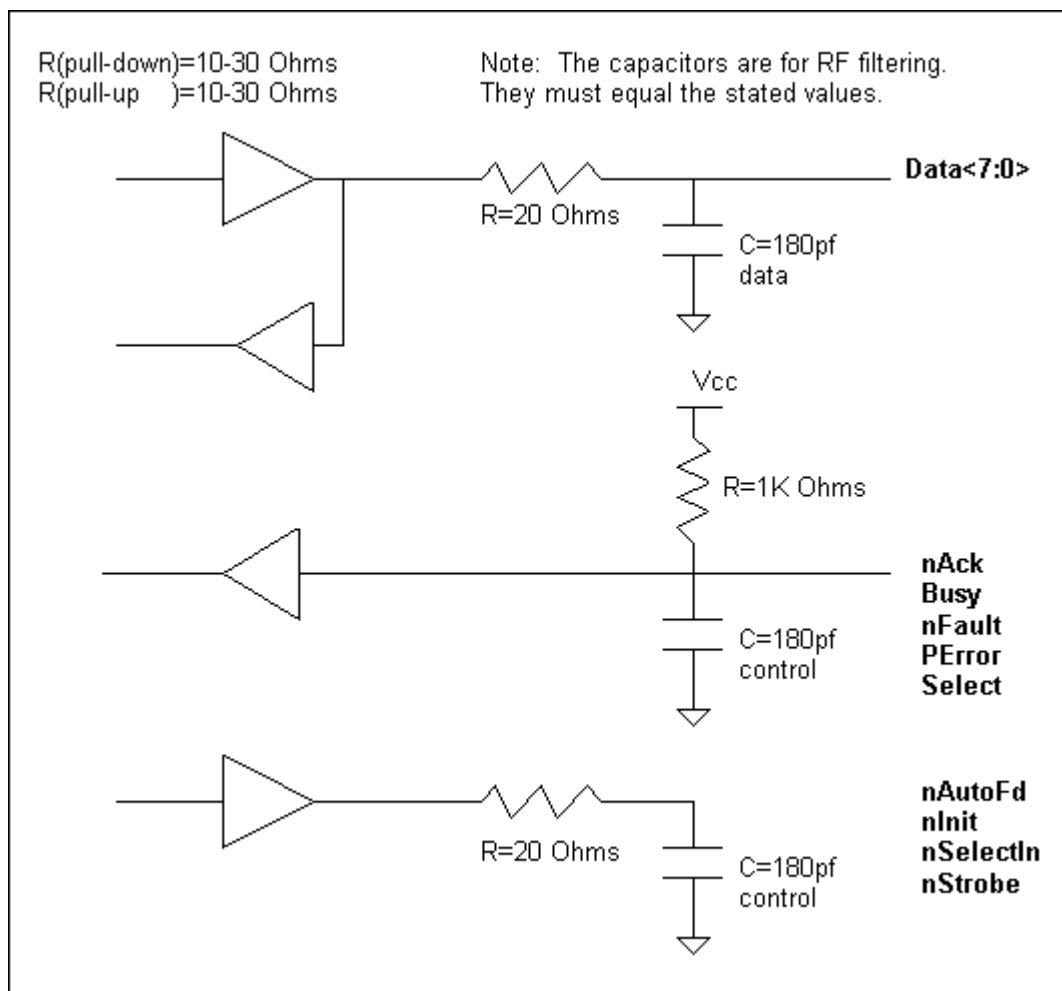 R(pull-down)=10-30 Ohms
R(pull-up )=10-30 Ohms
Note: The capacitors are for RF filtering.
They must equal the stated values.
Data<7:0>
R=20 Ohms
C=180pf
data
Vcc
R=1K Ohms
nAck
Busy
nFault
PError
Select
C=180pf
control
nAutoFd
nInit
nSelectIn
nStrobe
R=20 Ohms
C=180pf
control